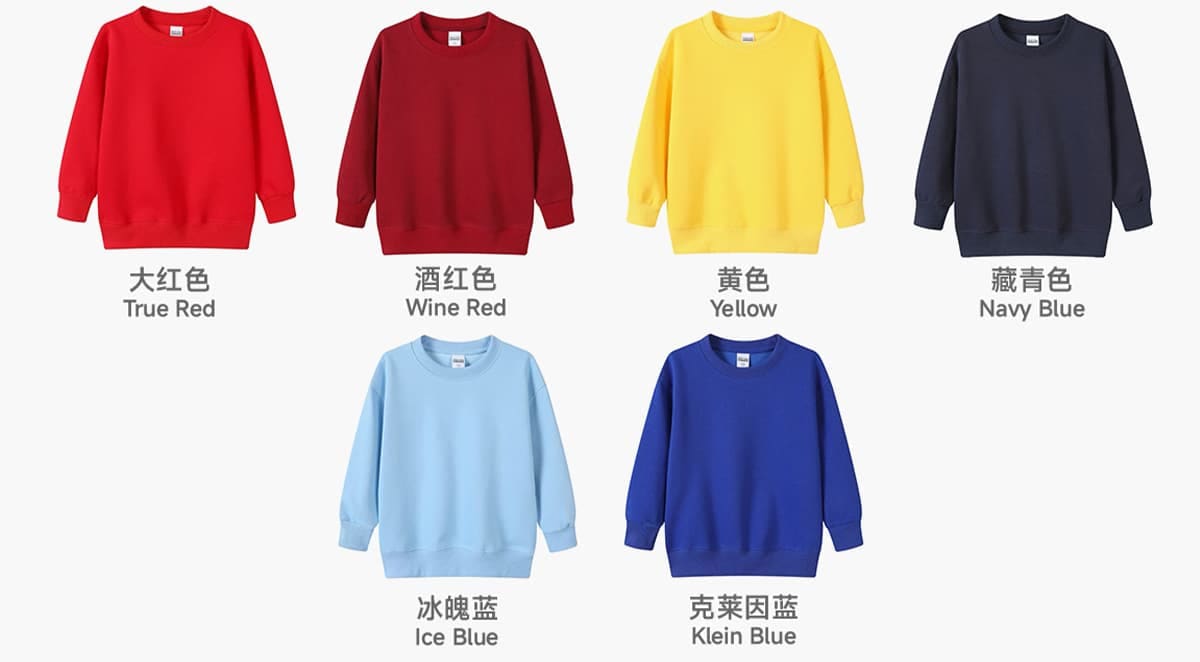 大红色
True Red
酒红色
Wine Red
黄色
Yellow
藏青色
Navy Blue
冰魄蓝
Ice Blue
克莱因蓝
Klein Blue